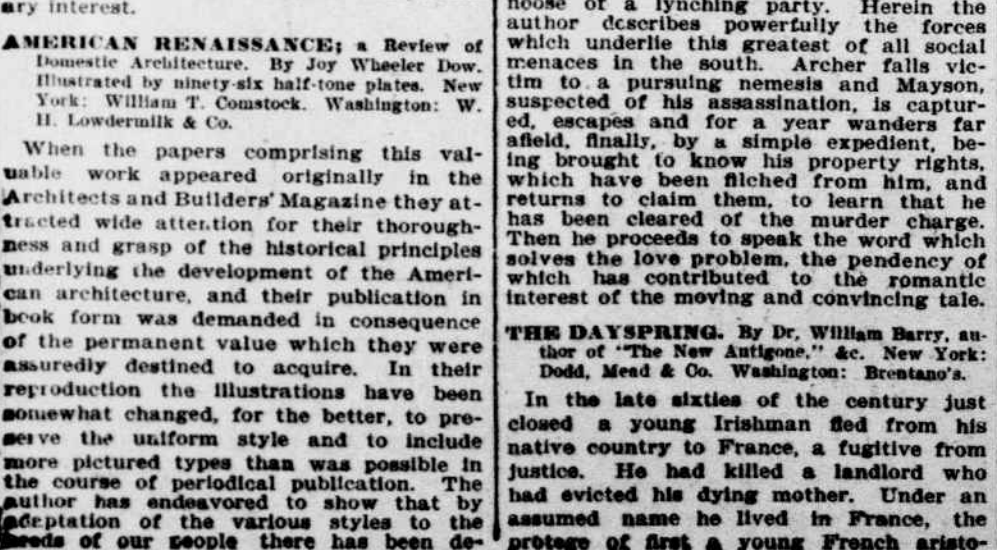 ary interest.
AMERICAN RENAISSANCE; a Review of
Domestic Architecture. By Joy Wheeler Dow.
Illustrated by ninety-six half-tone plates. New
York: William T. Comstock. Washington: W.
H. Lowdermilk & Co.
When the papers comprising this val-
uable work appeared originally in the
Architects and Builders' Magazine they at-
tracted wide attention for their thorough-
ness and grasp of the historical principles
underlying the development of the Ameri-
can architecture, and their publication in
book form was demanded in consequence
of the permanent value which they were
assuredly destined to acquire. In their
reproduction the illustrations have been
somewhat changed, for the better, to pre-
serve the uniform style and to include
more pictured types than was possible in
the course of periodical publication. The
author has endeavored to show that by
adaptation of the various styles to the
needs of our people there has been de-
noose of a lynching party. Herein the
author describes powerfully the forces
which underlie this greatest of all social
menaces in the south. Archer falls vic-
tim to a pursuing nemesis and Mayson,
suspected of his assassination, is captur-
ed, escapes and for a year wanders far
afield, finally, by a simple expedient, be-
ing brought to know his property rights,
which have been filched from him, and
returns to claim them, to learn that he
has been cleared of the murder charge.
Then he proceeds to speak the word which
solves the love problem, the pendency of
which has contributed to the romantic
interest of the moving and convincing tale.
THE DAYSPRING. By Dr. William Barry, au-
thor of "The New Antigone," &c. New York:
Dodd, Mead & Co. Washington: Brentano's.
In the late sixties of the century just
closed a young Irishman fled from his
native country to France, a fugitive from
justice. He had killed a landlord who
had evicted his dying mother. Under an
assumed name he lived in France, the
protege of first a young French aristo-